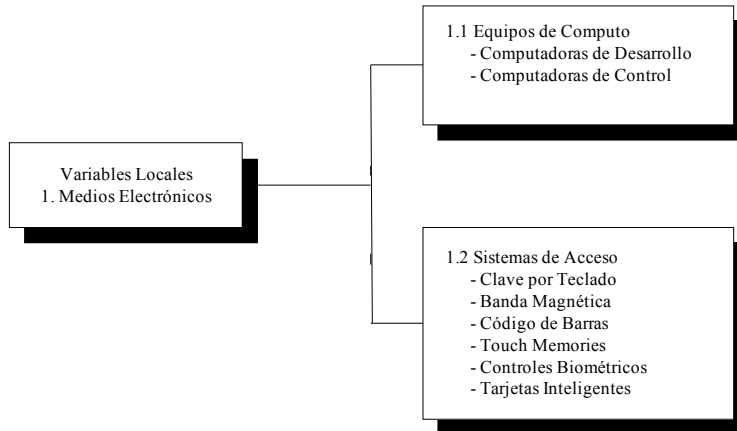 Variables Locales
1. Medios Electrónicos
1.1 Equipos de Computo
- Computadoras de Desarrollo
- Computadoras de Control
1.2 Sistemas de Acceso
- Clave por Teclado
- Banda Magnética
- Código de Barras
- Touch Memories
- Controles Biométricos
- Tarjetas Inteligentes